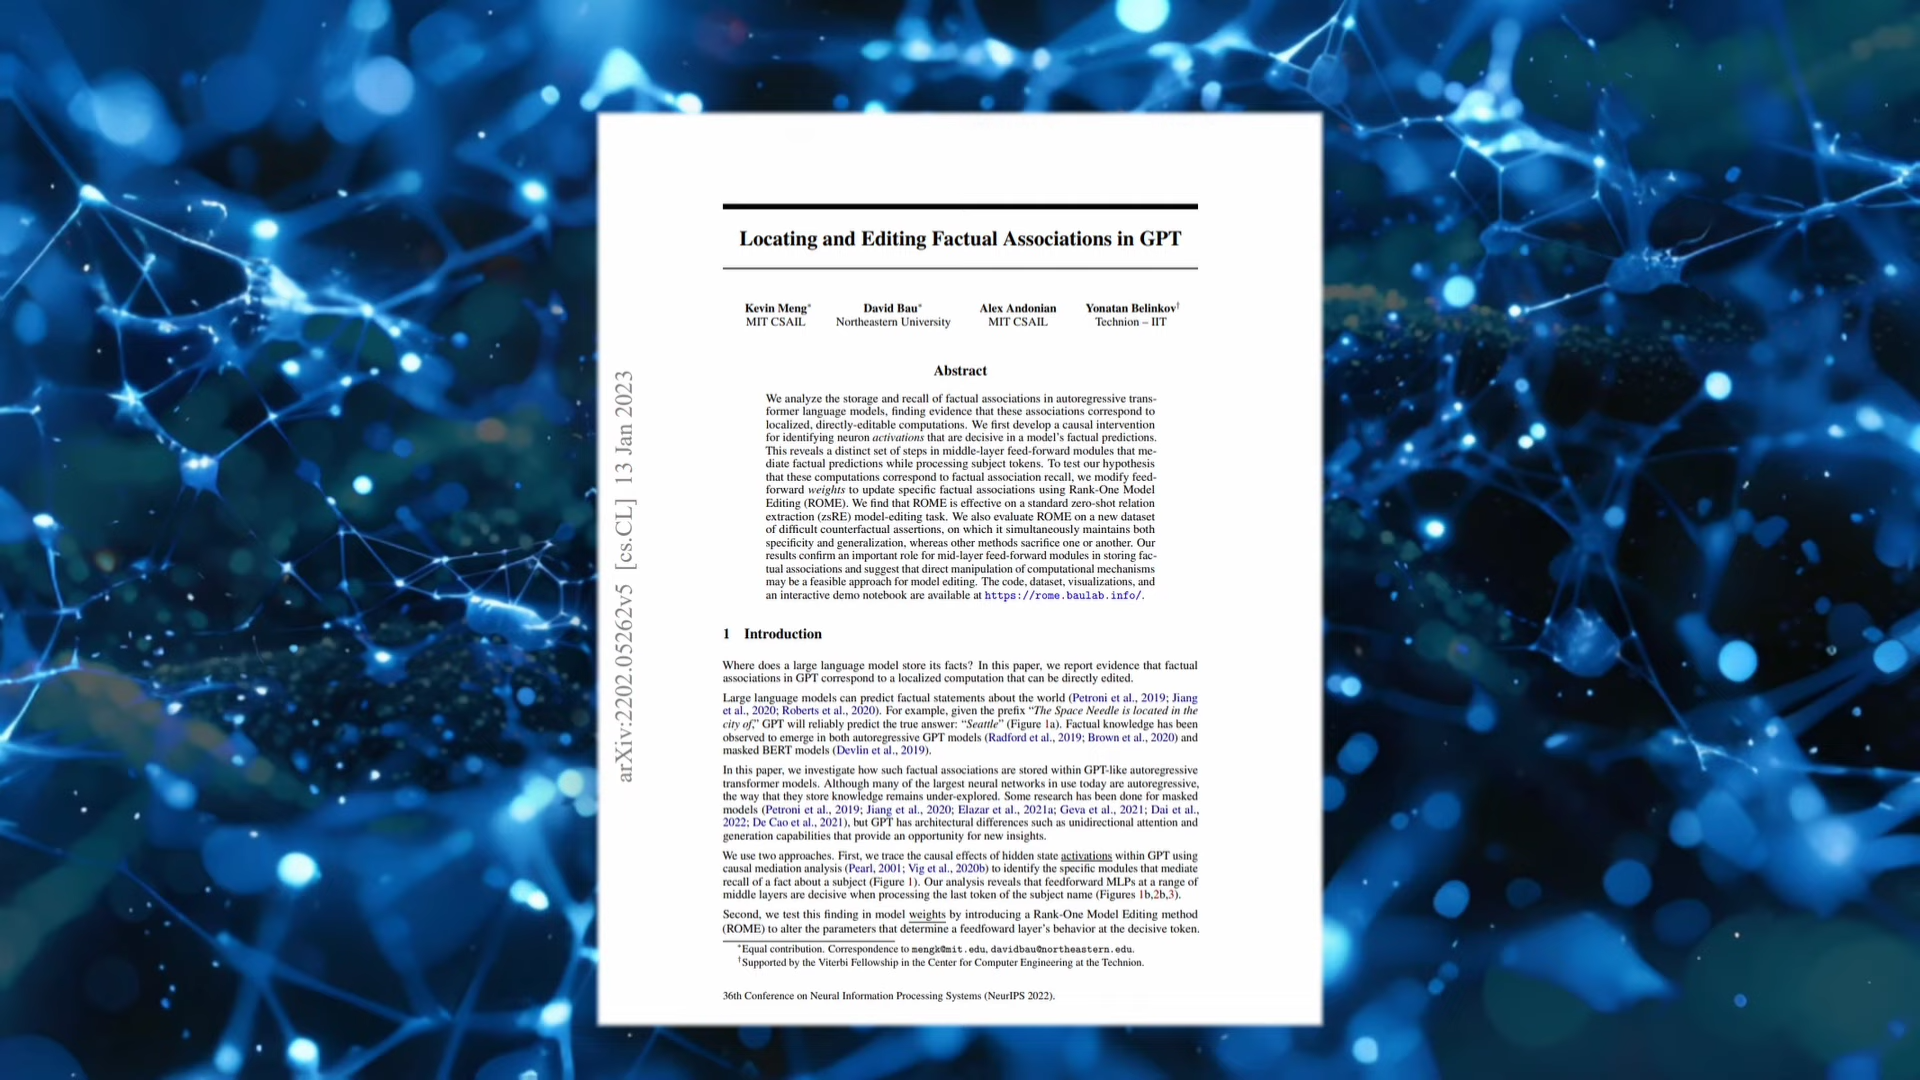 Locating and Editing Factual Associations in GPT
Kevin Meng* David Bau* Alex Andonian Yonatan Belinkov†
MIT CSAIL Northeastern University MIT CSAIL Technion – IIT
arXiv:2202.05262v5 [cs.CL] 13 Jan 2023
Abstract
We analyze the storage and recall of factual associations in autoregressive trans-
former language models, finding evidence that these associations correspond to
localized, directly-editable computations. We first develop a causal intervention
for identifying neuron activations that are decisive in a model's factual predictions.
This reveals a distinct set of steps in middle-layer feed-forward modules that me-
diate factual predictions while processing subject tokens. To test our hypothesis
that these computations correspond to factual association recall, we modify feed-
forward weights to update specific factual associations using Rank-One Model
Editing (ROME). We find that ROME is effective on a standard zero-shot relation
extraction (zsRE) model-editing task. We also evaluate ROME on a new dataset
of difficult counterfactual assertions, on which it simultaneously maintains both
specificity and generalization, whereas other methods sacrifice one or another. Our
results confirm an important role for mid-layer feed-forward modules in storing fac-
tual associations and suggest that direct manipulation of computational mechanisms
may be a feasible approach for model editing. The code, dataset, visualizations, and
an interactive demo notebook are available at https://rome.baulab.info/.
1 Introduction
Where does a large language model store its facts? In this paper, we report evidence that factual
associations in GPT correspond to a localized computation that can be directly edited.
Large language models can predict factual statements about the world (Petroni et al., 2019; Jiang
et al., 2020; Roberts et al., 2020). For example, given the prefix "The Space Needle is located in the
city of," GPT will reliably predict the true answer: "Seattle" (Figure 1a). Factual knowledge has been
observed to emerge in both autoregressive GPT models (Radford et al., 2019; Brown et al., 2020) and
masked BERT models (Devlin et al., 2019).
In this paper, we investigate how such factual associations are stored within GPT-like autoregressive
transformer models. Although many of the largest neural networks in use today are autoregressive,
the way that they store knowledge remains under-explored. Some research has been done for masked
models (Petroni et al., 2019; Jiang et al., 2020; Elazar et al., 2021a; Geva et al., 2021; Dai et al.,
2022; De Cao et al., 2021), but GPT has architectural differences such as unidirectional attention and
generation capabilities that provide an opportunity for new insights.
We use two approaches. First, we trace the causal effects of hidden state activations within GPT using
causal mediation analysis (Pearl, 2001; Vig et al., 2020b) to identify the specific modules that mediate
recall of a fact about a subject (Figure 1). Our analysis reveals that feedforward MLPs at a range of
middle layers are decisive when processing the last token of the subject name (Figures 1b,2b,3).
Second, we test this finding in model weights by introducing a Rank-One Model Editing method
(ROME) to alter the parameters that determine a feedfoward layer's behavior at the decisive token.
*Equal contribution. Correspondence to mengk@mit.edu, davidbau@northeastern.edu.
†Supported by the Viterbi Fellowship in the Center for Computer Engineering at the Technion.
36th Conference on Neural Information Processing Systems (NeurIPS 2022).